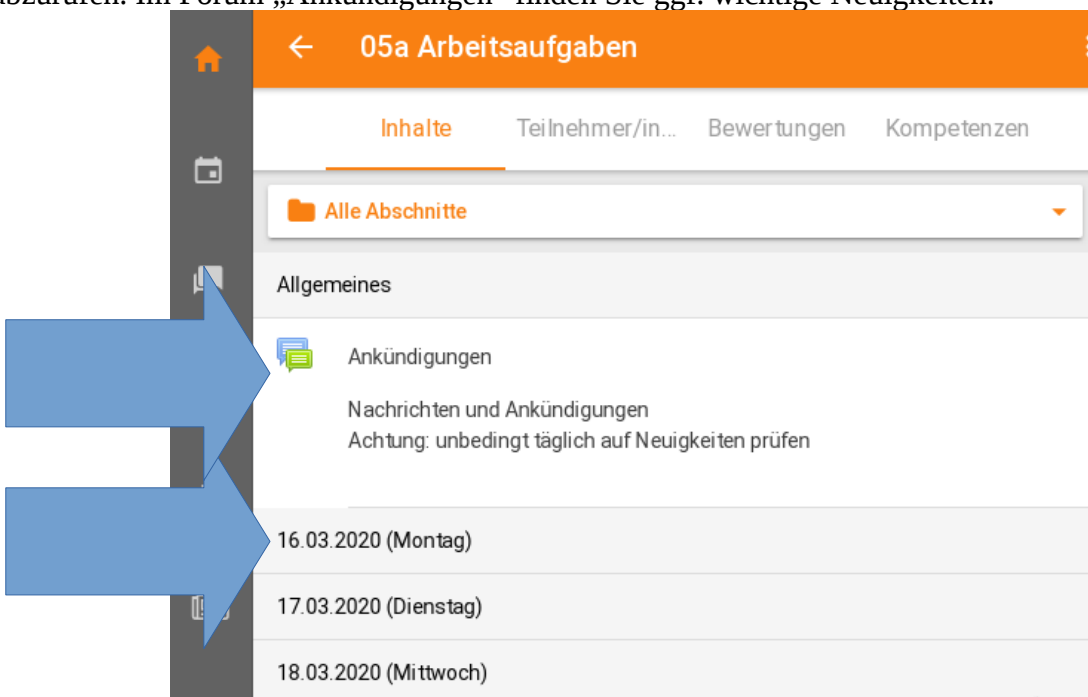 abzurufen. Im Forum „Ankündigungen“ finden Sie ggf. wichtige Neuigkeiten.
05a Arbeitsaufgaben
Inhalte Teilnehmer/in... Bewertungen Kompetenzen
Alle Abschnitte
Allgemeines
Ankündigungen
Nachrichten und Ankündigungen
Achtung: unbedingt täglich auf Neuigkeiten prüfen
16.03.2020 (Montag)
17.03.2020 (Dienstag)
18.03.2020 (Mittwoch)